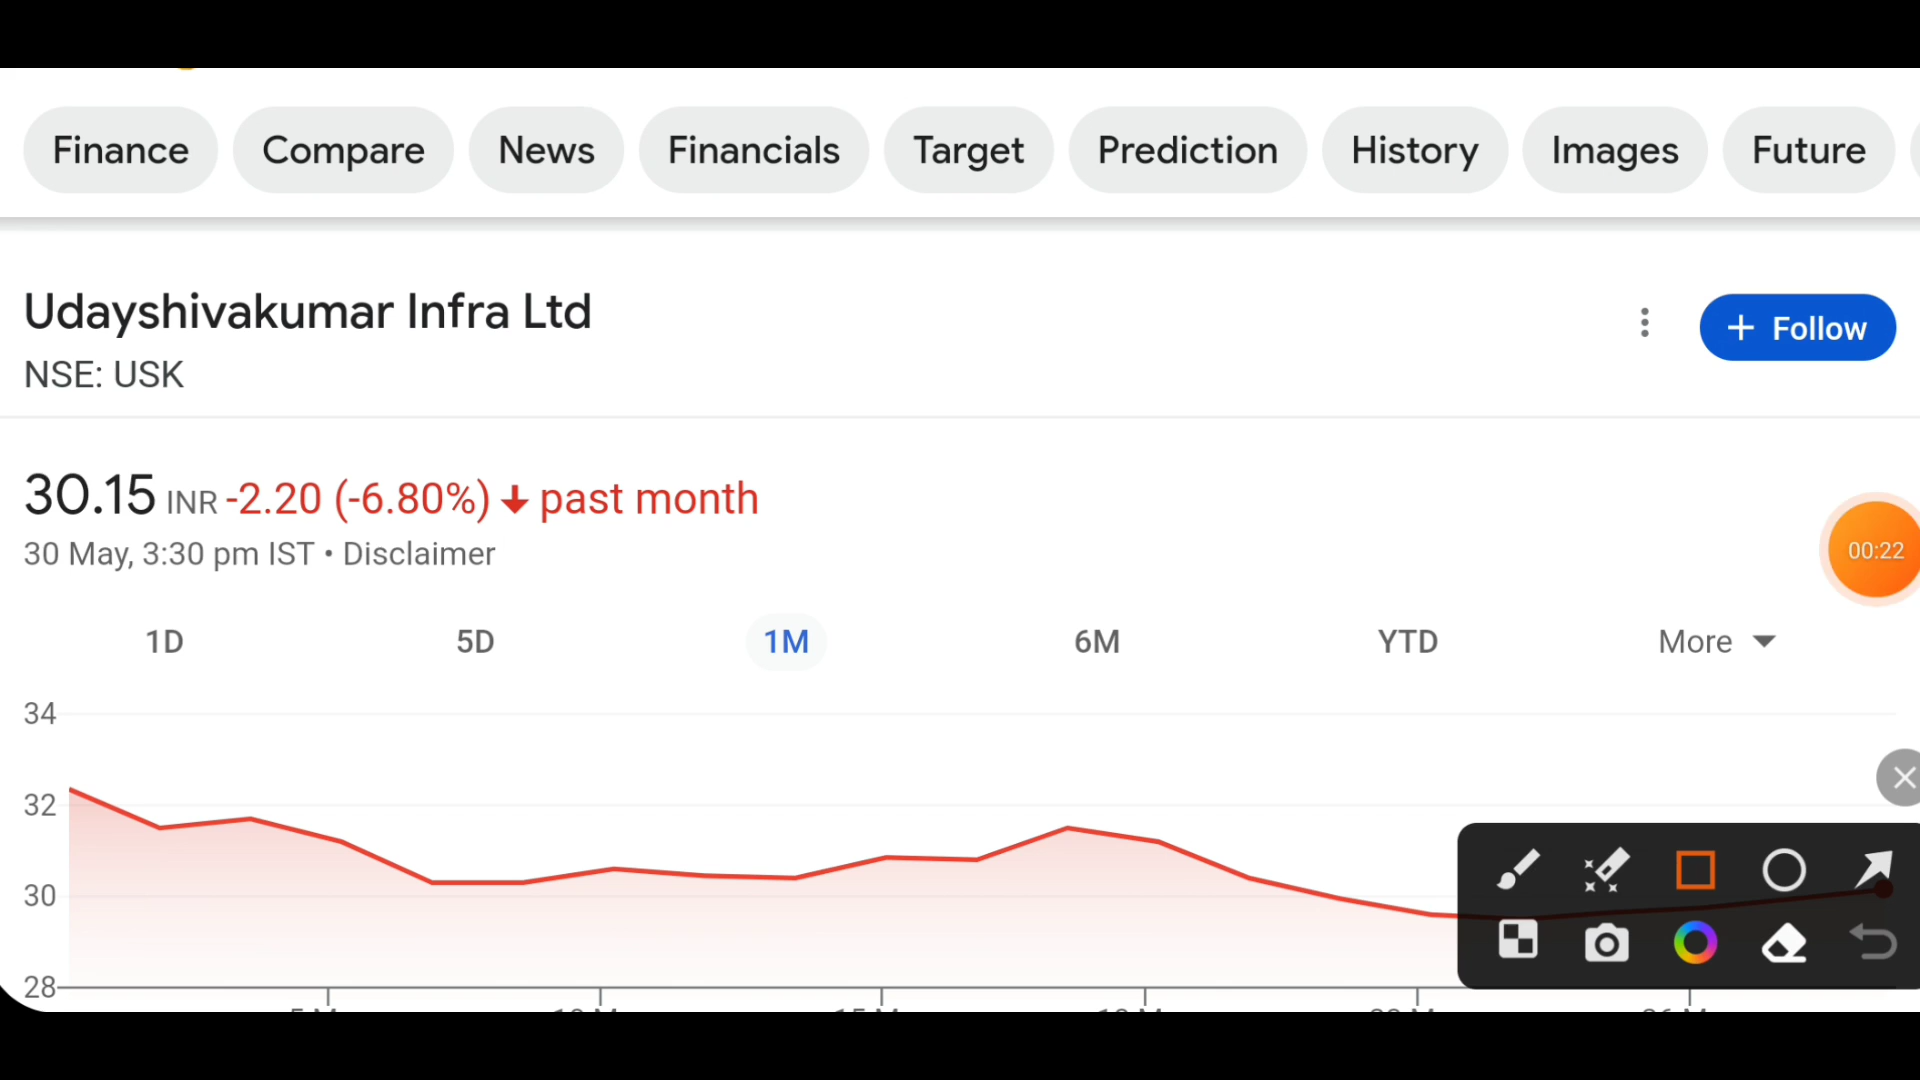 Finance Compare News Financials Target Prediction History Images Future
Udayshivakumar Infra Ltd
+ Follow
NSE: USK
30.15 INR -2.20 (-6.80%) ↓ past month
30 May, 3:30 pm IST • Disclaimer
00:22
1D 5D 1M 6M YTD More
34
32
30
28